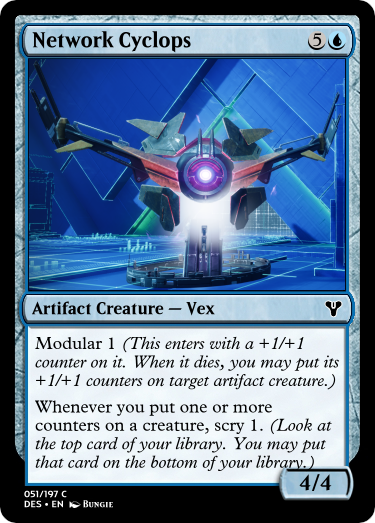 Network Cyclops
5
Artifact Creature — Vex
Modular 1 (This enters with a +1/+1
counter on it. When it dies, you may put its
+1/+1 counters on target artifact creature.)
Whenever you put one or more
counters on a creature, scry 1. (Look at
the top card of your library. You may put
that card on the bottom of your library.)
4/4
051/197 C
DES • EN Bungie